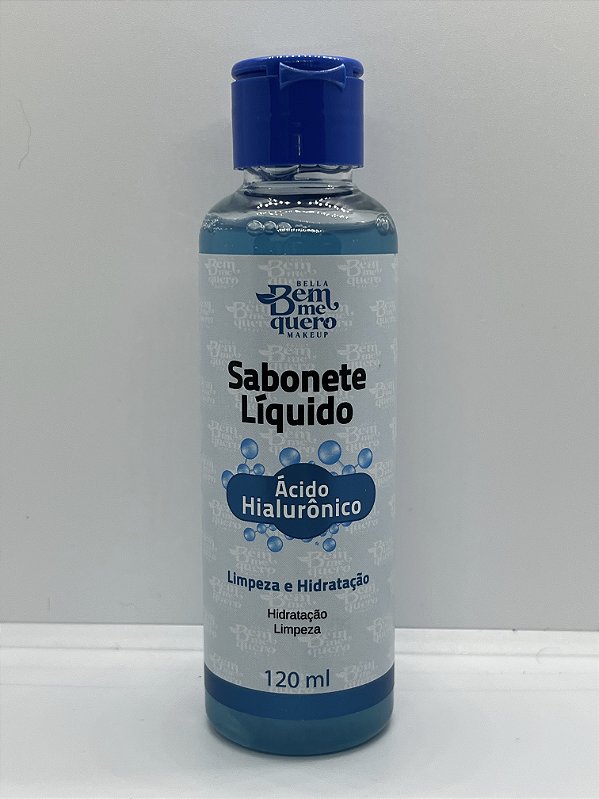 BELLA
Bem
me
quero
MAKEUP
Sabonete
Líquido
Ácido
Hialurônico
Limpeza e Hidratação
Hidratação
Limpeza
120 ml